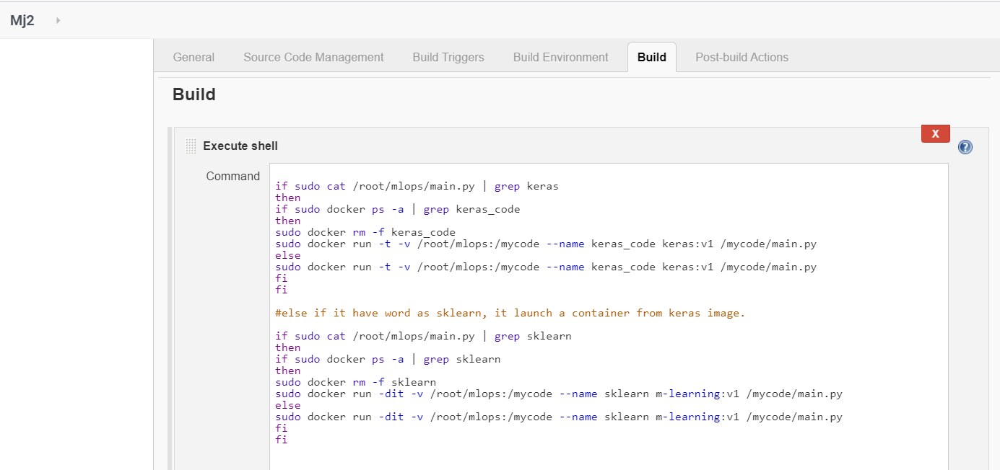 Mj2
General Source Code Management Build Triggers Build Environment Build Post-build Actions
Build
X
Execute shell
?
Command
if sudo cat /root/mlops/main.py | grep keras
then
if sudo docker ps -a | grep keras_code
then
sudo docker rm -f keras_code
sudo docker run -t -v /root/mlops:/mycode --name keras_code keras:v1 /mycode/main.py
else
sudo docker run -t -v /root/mlops:/mycode --name keras_code keras:v1 /mycode/main.py
fi
fi
#else if it have word as sklearn, it launch a container from keras image.
if sudo cat /root/mlops/main.py | grep sklearn
then
if sudo docker ps -a | grep sklearn
then
sudo docker rm -f sklearn
sudo docker run -dit -v /root/mlops:/mycode --name sklearn m-learning:v1 /mycode/main.py
else
sudo docker run -dit -v /root/mlops:/mycode --name sklearn m-learning:v1 /mycode/main.py
fi
fi